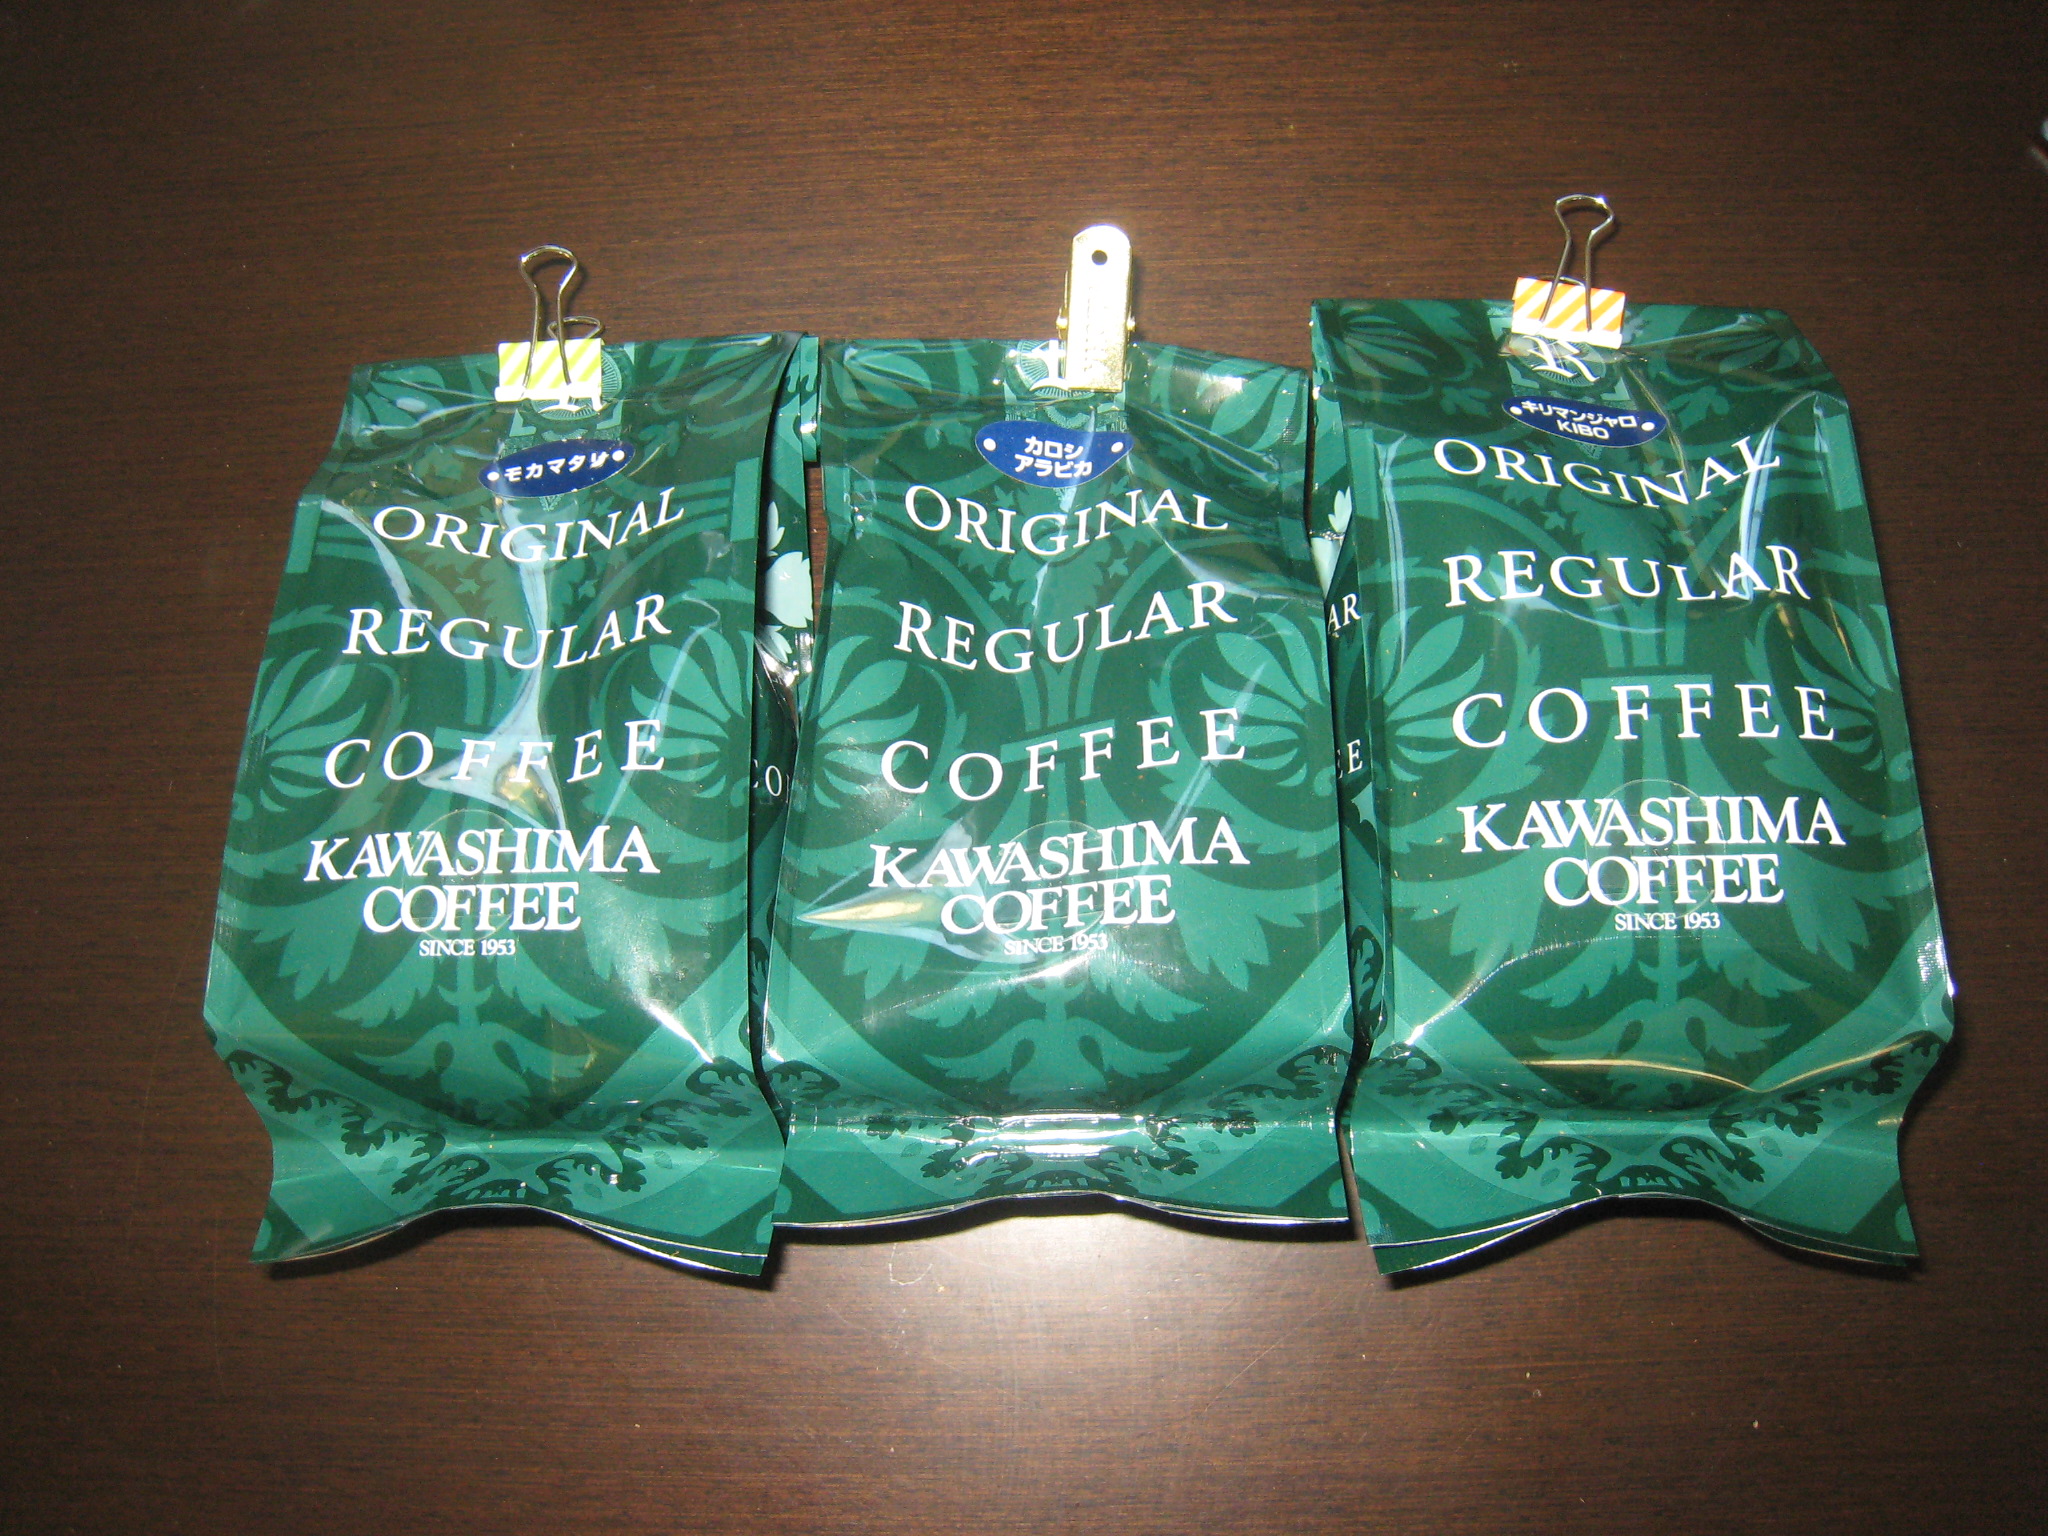 モカマタリ
ORIGINAL
REGULAR
COFFEE
KAWASHIMA
COFFEE
SINCE 1953
カロシ
アラビカ
ORIGINAL
REGULAR
COFFEE
KAWASHIMA
COFFEE
SINCE 1953
キリマンジャロ
KIBO
ORIGINAL
REGULAR
COFFEE
KAWASHIMA
COFFEE
SINCE 1953